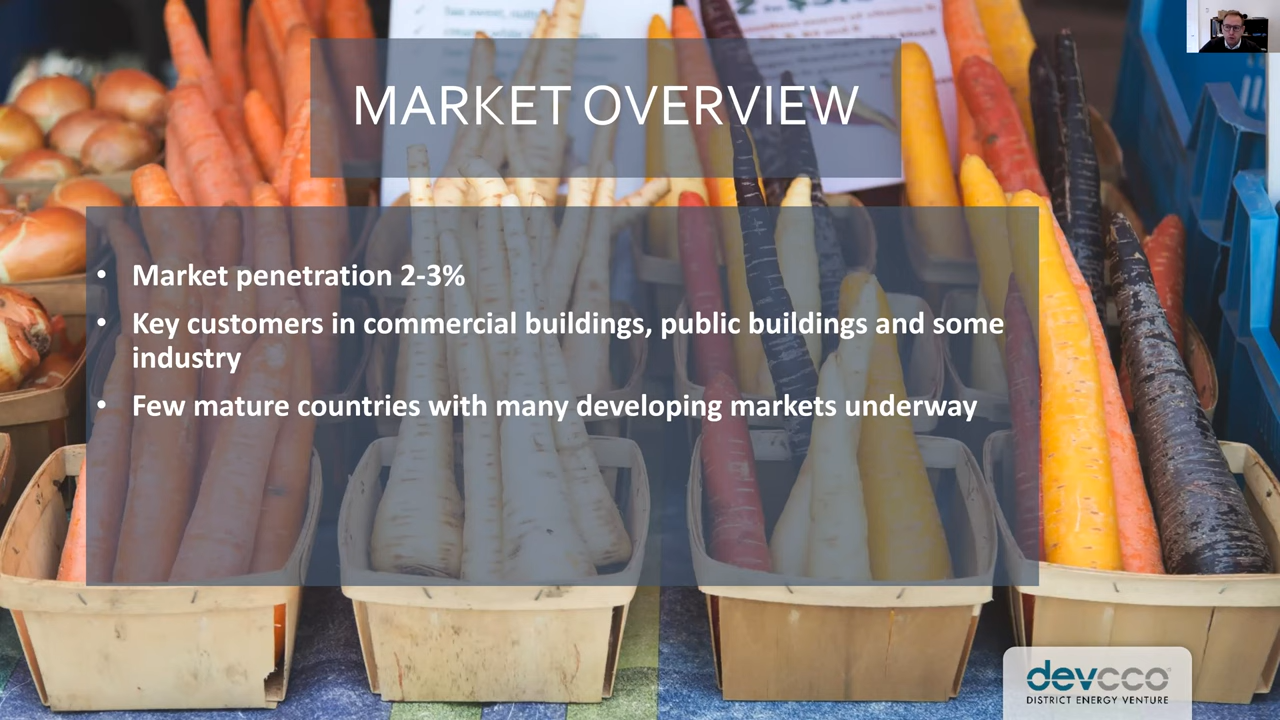 MARKET OVERVIEW
• Market penetration 2-3%
• Key customers in commercial buildings, public buildings and some
industry
• Few mature countries with many developing markets underway
devcco
DISTRICT ENERGY VENTURE